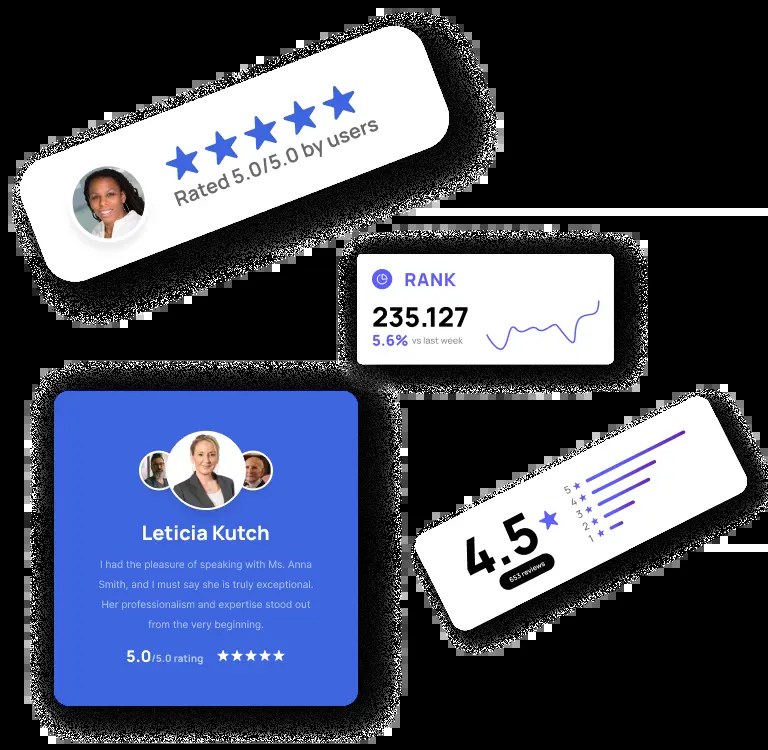 Rated 5.0/5.0 by users
RANK
235.127
5.6% vs last week
Leticia Kutch
I had the pleasure of speaking with Ms. Anna
Smith, and I must say she is truly exceptional.
Her professionalism and expertise stood out
from the very beginning.
5.0/5.0 rating
4.5
653 reviews
5
4
3
2
1